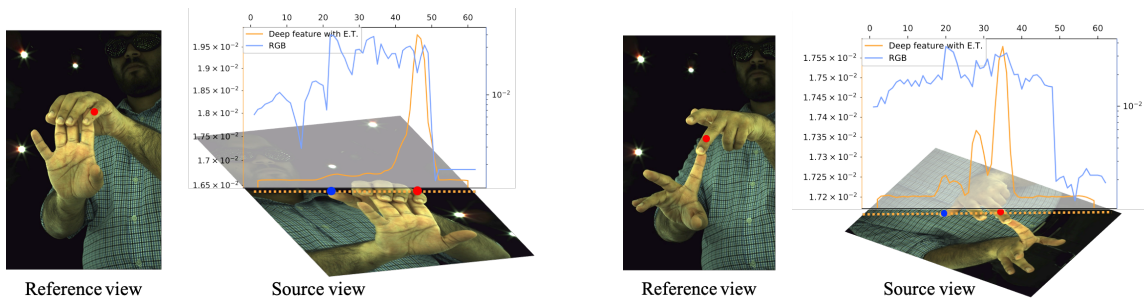 0 10 20 30 40 50 60
Deep feature with E.T.
RGB
1.95 × 10⁻²
1.9 × 10⁻²
1.85 × 10⁻²
1.8 × 10⁻²
1.75 × 10⁻²
1.7 × 10⁻²
1.65 × 10⁻²
10⁻²
Reference view
Source view
0 10 20 30 40 50 60
Deep feature with E.T.
RGB
1.755 × 10⁻²
1.75 × 10⁻²
1.745 × 10⁻²
1.74 × 10⁻²
1.735 × 10⁻²
1.73 × 10⁻²
1.725 × 10⁻²
1.72 × 10⁻²
10⁻²
Reference view
Source view